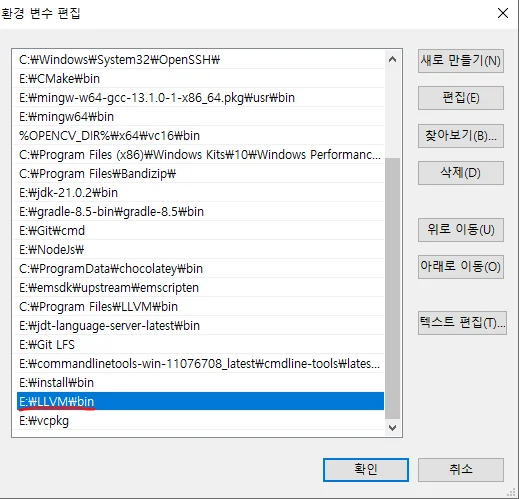 환경 변수 편집
C:₩Windows₩System32₩OpenSSH₩
E:₩CMake₩bin
E:₩mingw-w64-gcc-13.1.0-1-x86_64.pkg₩usr₩bin
E:₩mingw64₩bin
%OPENCV_DIR%₩x64₩vc16₩bin
C:₩Program Files (x86)₩Windows Kits₩10₩Windows Performanc...
C:₩Program Files₩Bandizip₩
E:₩jdk-21.0.2₩bin
E:₩gradle-8.5-bin₩gradle-8.5₩bin
E:₩Git₩cmd
E:₩NodeJs₩
C:₩ProgramData₩chocolatey₩bin
E:₩emsdk₩upstream₩emscripten
C:₩Program Files₩LLVM₩bin
E:₩jdt-language-server-latest₩bin
E:₩Git LFS
E:₩commandlinetools-win-11076708_latest₩cmdline-tools₩lates...
E:₩install₩bin
E:₩LLVM₩bin
E:₩vcpkg
새로 만들기(N)
편집(E)
찾아보기(B)...
삭제(D)
위로 이동(U)
아래로 이동(O)
텍스트 편집(T)...
확인
취소